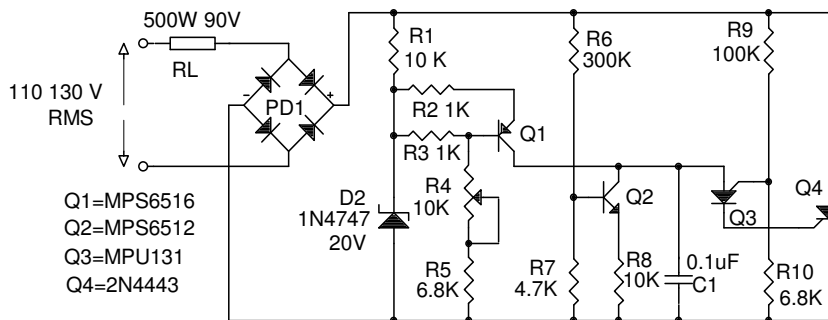 500W 90V
RL
110 130 V
RMS
PD1
-
+
R1
10 K
R2 1K
R3 1K
Q1
R4
10K
D2
1N4747
20V
R5
6.8K
R6
300K
Q2
R7
4.7K
R8
10K
0.1uF
C1
R9
100K
Q3
Q4
R10
6.8K
Q1=MPS6516
Q2=MPS6512
Q3=MPU131
Q4=2N4443